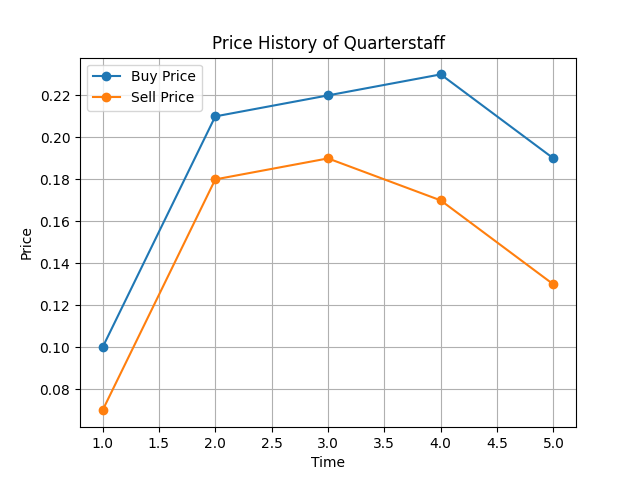 Price History of Quarterstaff
Buy Price
Sell Price
Price
0.22
0.20
0.18
0.16
0.14
0.12
0.10
0.08
1.0 1.5 2.0 2.5 3.0 3.5 4.0 4.5 5.0
Time